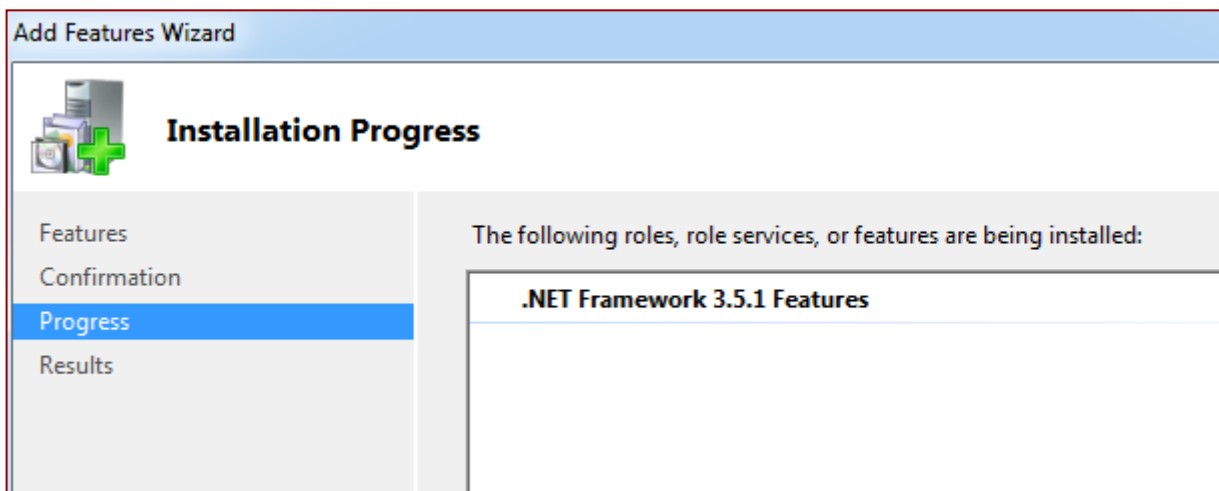 Add Features Wizard
Installation Progress
Features
Confirmation
Progress
Results
The following roles, role services, or features are being installed:
.NET Framework 3.5.1 Features